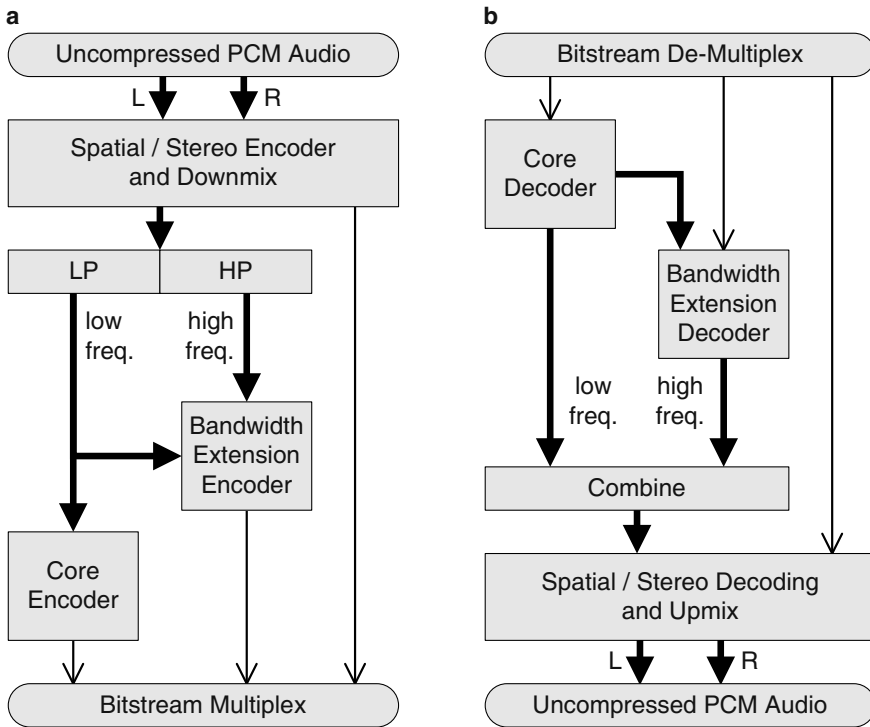 a
Uncompressed PCM Audio
L
R
Spatial / Stereo Encoder
and Downmix
LP
HP
low
freq.
high
freq.
Bandwidth
Extension
Encoder
Core
Encoder
Bitstream Multiplex
b
Bitstream De-Multiplex
Core
Decoder
Bandwidth
Extension
Decoder
low
freq.
high
freq.
Combine
Spatial / Stereo Decoding
and Upmix
L
R
Uncompressed PCM Audio